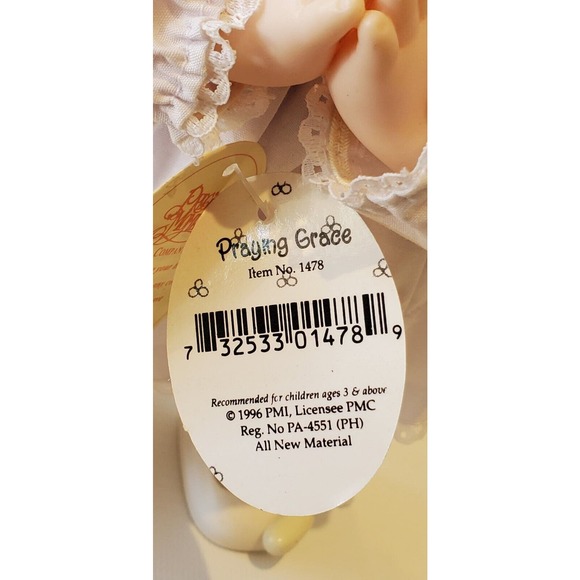 Praying Grace
Item No. 1478
7 32533 01478 9
Recommended for children ages 3 & above
© 1996 PMI, Licensee PMC
Reg. No PA-4551 (PH)
All New Material